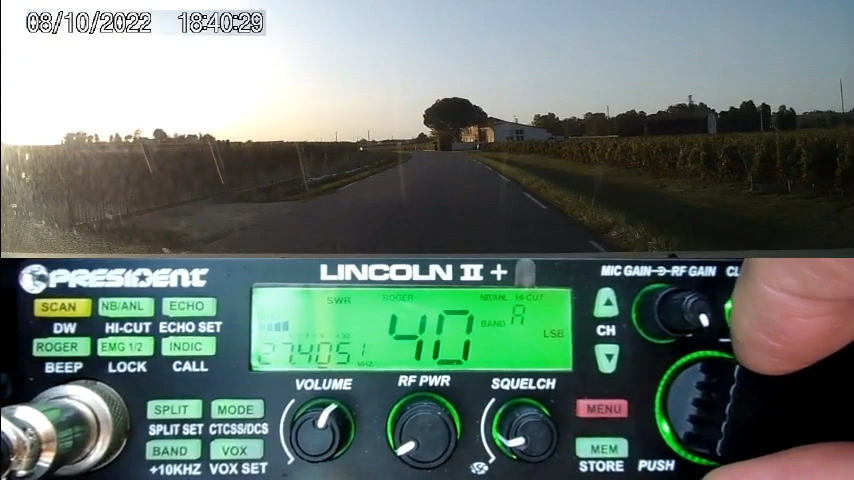 08/10/2022 18:40:29
PRESIDENT LINCOLN II + MIC GAIN RF GAIN CL
SCAN NB/ANL ECHO
DW HI-CUT ECHO SET
ROGER EMG 1/2 INDIC
BEEP LOCK CALL
SWR ROGER NB/ANL HI-CUT
BAND A
40 LSB
27.4051 MHZ
CH
VOLUME RF PWR SQUELCH
SPLIT MODE
SPLIT SET CTCSS/DCS
BAND VOX
+10KHZ VOX SET
MENU
MEM
STORE PUSH